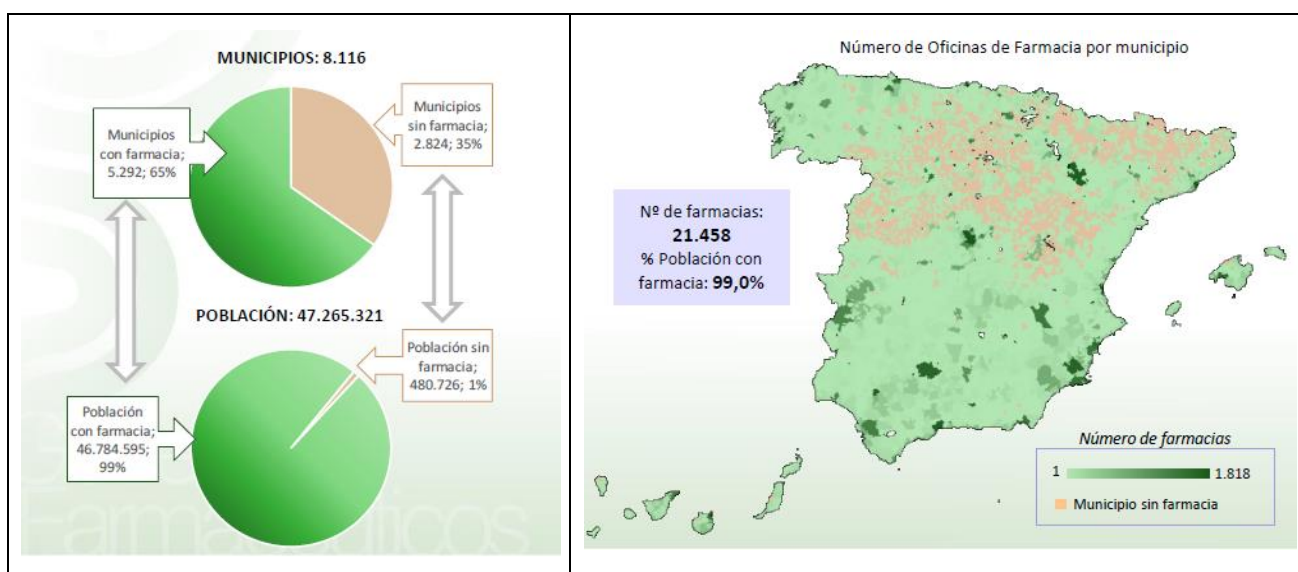 MUNICIPIOS: 8.116
Municipios
con farmacia;
5.292; 65%
Municipios
sin farmacia;
2.824; 35%
POBLACIÓN: 47.265.321
Población sin
farmacia;
480.726; 1%
Población
con farmacia;
46.784.595;
99%
Farmacéuticos
Número de Oficinas de Farmacia por municipio
Nº de farmacias:
21.458
% Población con
farmacia: 99,0%
Número de farmacias
1
1.818
Municipio sin farmacia